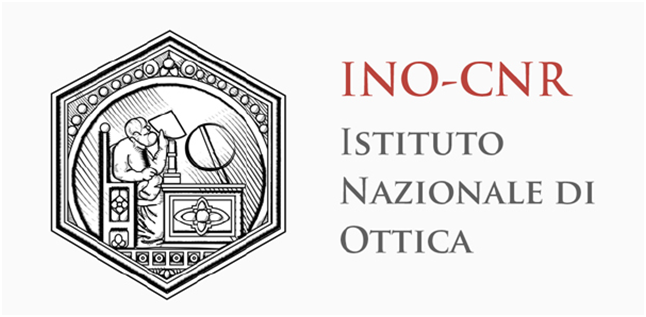 INO-CNR
ISTITUTO
NAZIONALE DI
OTTICA